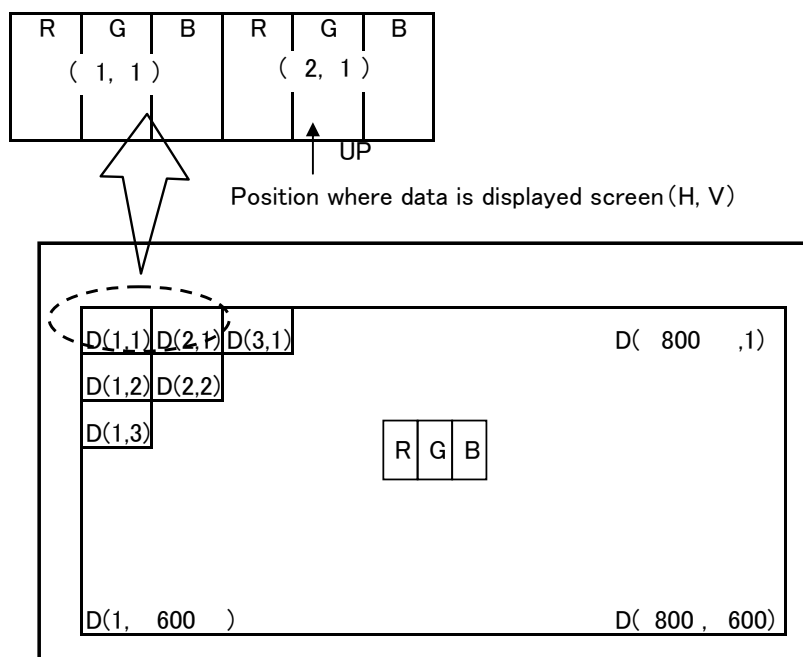 R G B R G B
( 1, 1 ) ( 2, 1 )
UP
Position where data is displayed screen(H, V)
D(1,1) D(2,1) D(3,1) D( 800 ,1)
D(1,2) D(2,2)
D(1,3)
R G B
D(1, 600 ) D( 800 , 600)